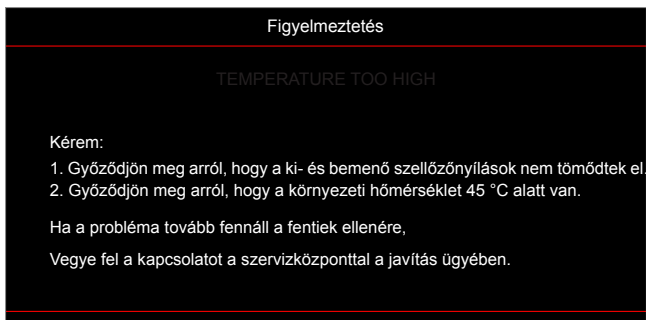 Figyelmeztetés
TEMPERATURE TOO HIGH
Kérem:
1. Győződjön meg arról, hogy a ki- és bemenő szellőzőnyílások nem tömődtek el.
2. Győződjön meg arról, hogy a környezeti hőmérséklet 45 °C alatt van.
Ha a probléma tovább fennáll a fentiek ellenére,
Vegye fel a kapcsolatot a szervizközponttal a javítás ügyében.